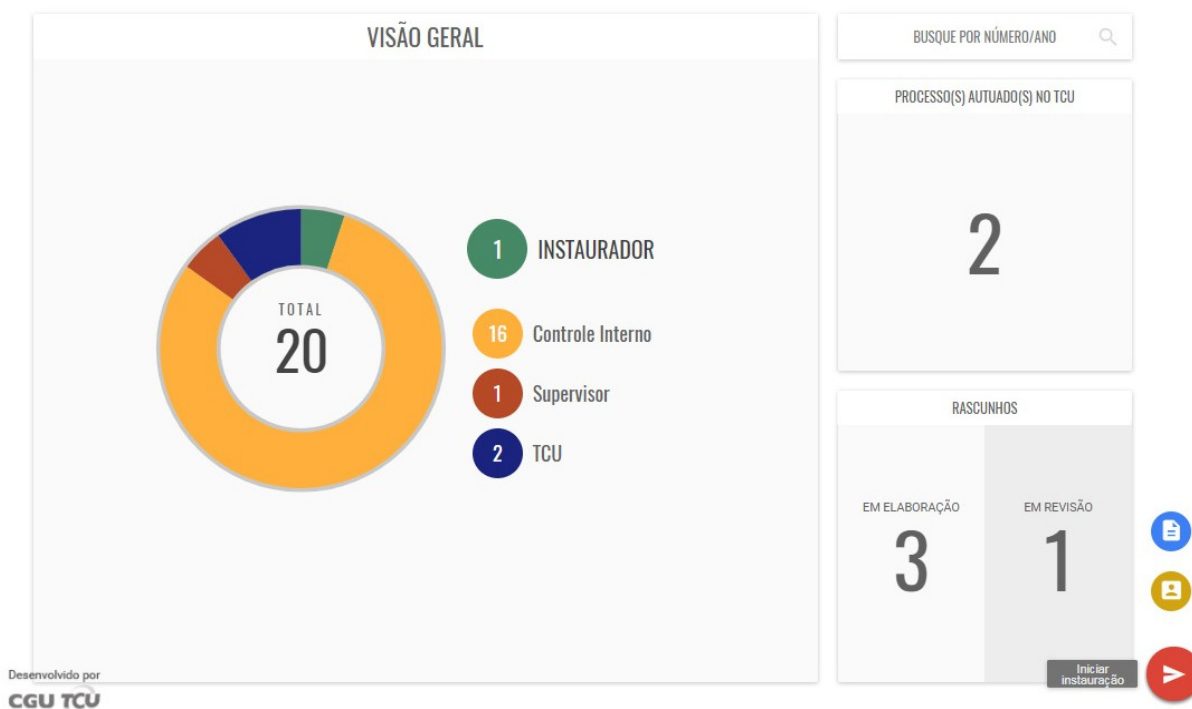 VISÃO GERAL
TOTAL
20
1 INSTAURADOR
16 Controle Interno
1 Supervisor
2 TCU
BUSQUE POR NÚMERO/ANO
PROCESSO(S) AUTUADO(S) NO TCU
2
RASCUNHOS
EM ELABORAÇÃO
3
EM REVISÃO
1
Iniciar
instauração
Desenvolvido por
CGU TCU